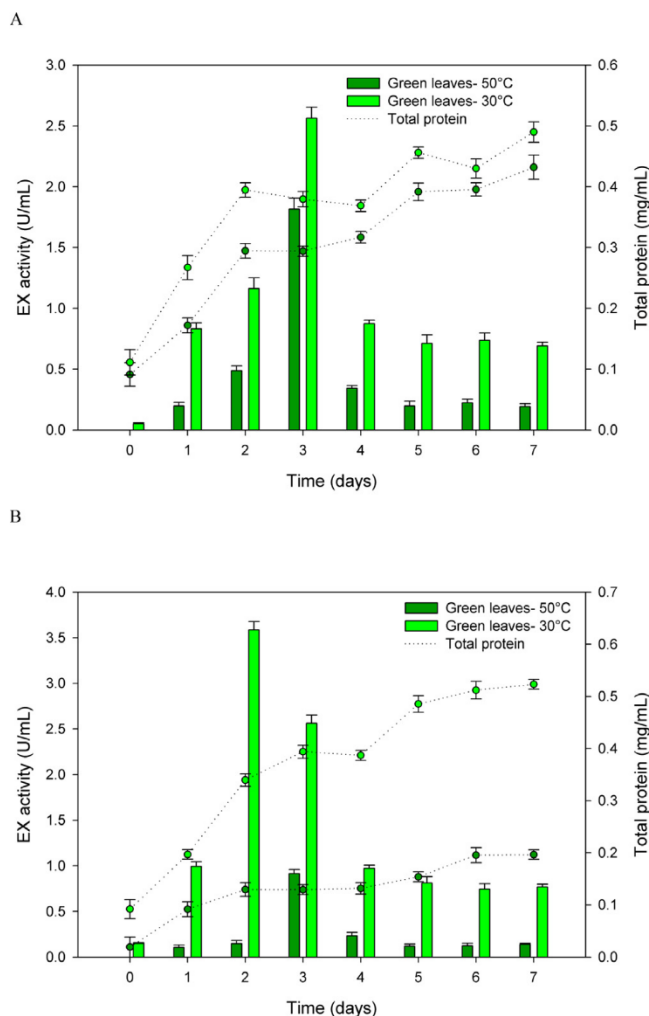 A
3.0
2.5
2.0
1.5
1.0
0.5
0.0
EX activity (U/mL)
0.6
0.5
0.4
0.3
0.2
0.1
0.0
Total protein (mg/mL)
Green leaves- 50°C
Green leaves- 30°C
Total protein
0 1 2 3 4 5 6 7
Time (days)
B
4.0
3.5
3.0
2.5
2.0
1.5
1.0
0.5
0.0
EX activity (U/mL)
0.7
0.6
0.5
0.4
0.3
0.2
0.1
0.0
Total protein (mg/mL)
Green leaves- 50°C
Green leaves- 30°C
Total protein
0 1 2 3 4 5 6 7
Time (days)